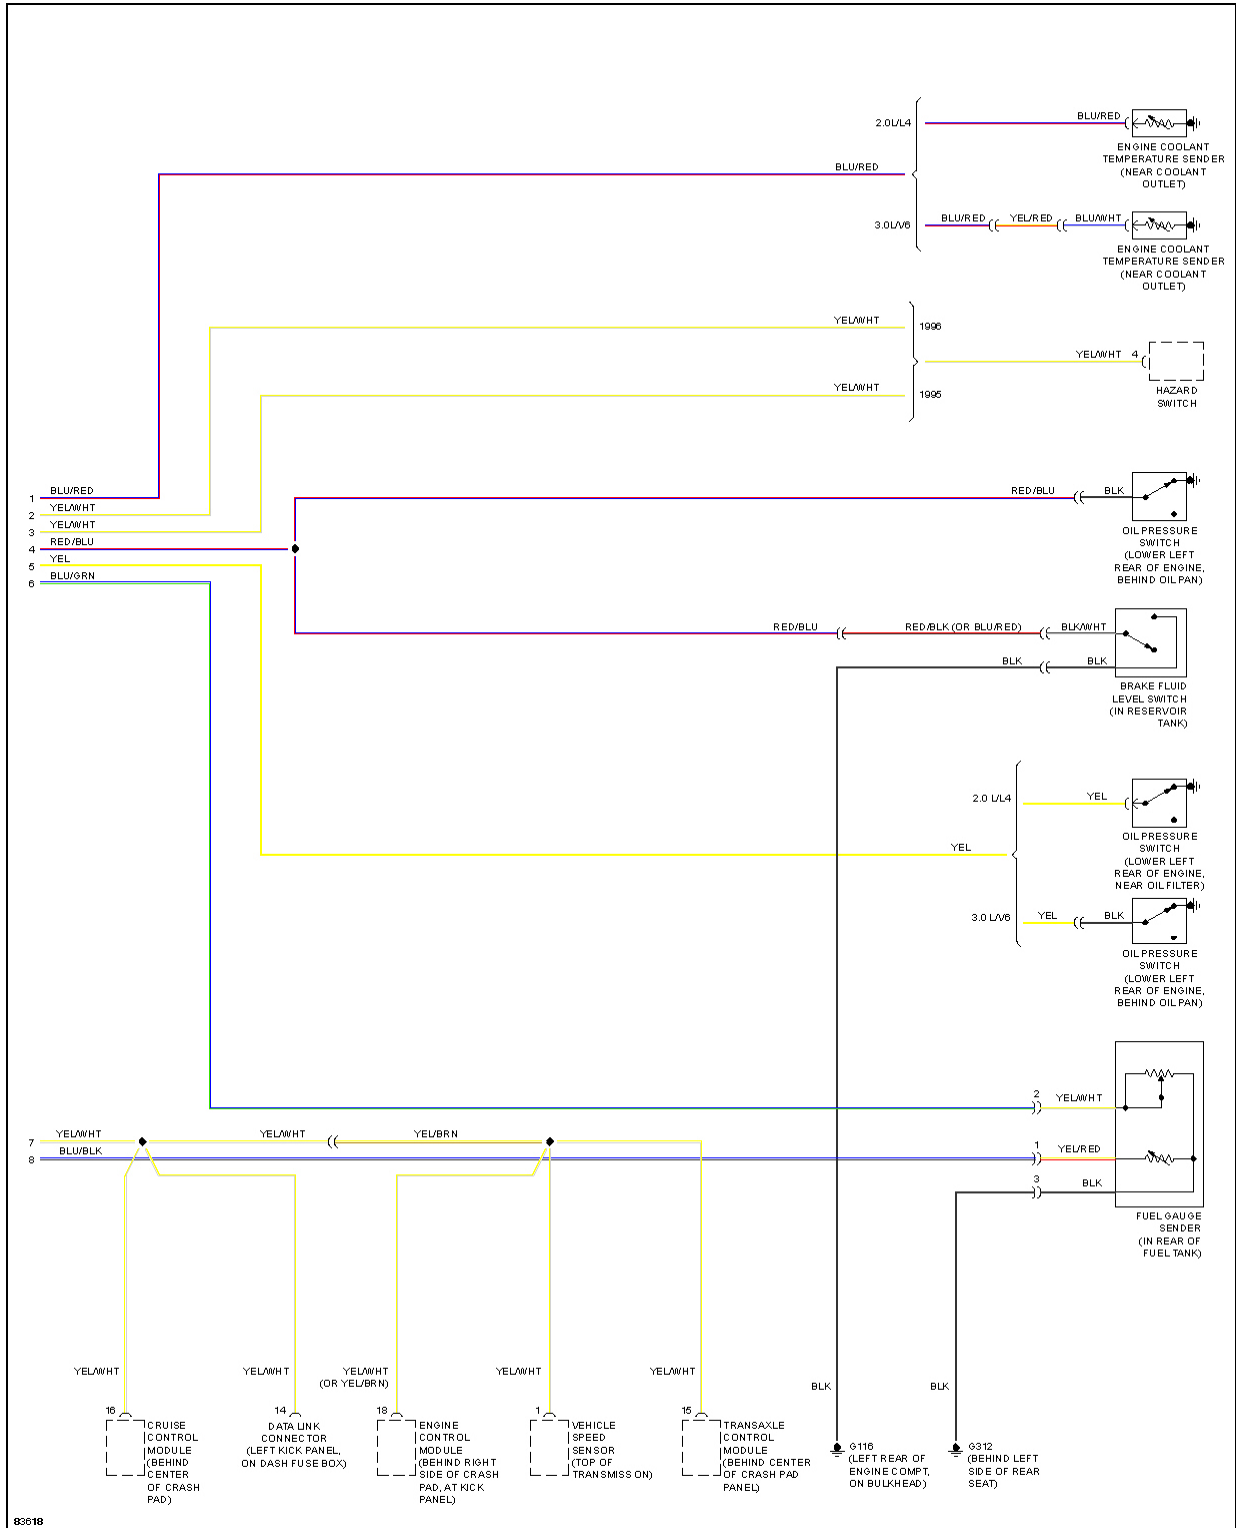 2.0L/L4
BLU/RED
ENGINE COOLANT
TEMPERATURE SENDER
(NEAR COOLANT
OUTLET)
BLU/RED
3.0L/V6
BLU/RED
YEL/RED
BLU/WHT
ENGINE COOLANT
TEMPERATURE SENDER
(NEAR COOLANT
OUTLET)
YEL/WHT
1996
YEL/WHT
4
HAZARD
SWITCH
YEL/WHT
1995
1
BLU/RED
2
YEL/WHT
3
YEL/WHT
4
RED/BLU
5
YEL
6
BLU/GRN
RED/BLU
BLK
OIL PRESSURE
SWITCH
(LOWER LEFT
REAR OF ENGINE,
BEHIND OIL PAN)
RED/BLU
RED/BLK (OR BLU/RED)
BLK/WHT
BLK
BLK
BRAKE FLUID
LEVEL SWITCH
(IN RESERVOIR
TANK)
2.0 L/L4
YEL
OIL PRESSURE
SWITCH
(LOWER LEFT
REAR OF ENGINE,
NEAR OIL FILTER)
YEL
3.0 L/V6
YEL
BLK
OIL PRESSURE
SWITCH
(LOWER LEFT
REAR OF ENGINE,
BEHIND OIL PAN)
2
YEL/WHT
7
YEL/WHT
YEL/WHT
YEL/BRN
8
BLU/BLK
1
YEL/RED
3
BLK
FUEL GAUGE
SENDER
(IN REAR OF
FUEL TANK)
YEL/WHT
YEL/WHT
YEL/WHT
(OR YEL/BRN)
YEL/WHT
YEL/WHT
BLK
BLK
16
CRUISE
CONTROL
MODULE
(BEHIND
CENTER
OF CRASH
PAD)
14
DATA LINK
CONNECTOR
(LEFT KICK PANEL,
ON DASH FUSE BOX)
18
ENGINE
CONTROL
MODULE
(BEHIND RIGHT
SIDE OF CRASH
PAD, AT KICK
PANEL)
1
VEHICLE
SPEED
SENSOR
(TOP OF
TRANSMISSION)
15
TRANSAXLE
CONTROL
MODULE
(BEHIND CENTER
OF CRASH PAD
PANEL)
G116
(LEFT REAR OF
ENGINE COMPT,
ON BULKHEAD)
G312
(BEHIND LEFT
SIDE OF REAR
SEAT)
83618